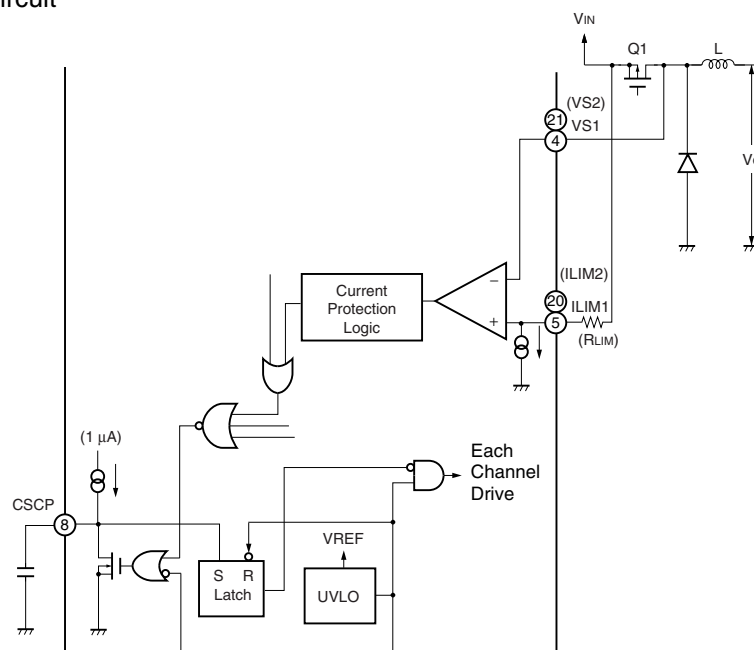 VIN
Q1
L
(VS2)
21
VS1
4
−
+
(ILIM2)
20
ILIM1
5
(RLIM)
Current
Protection
Logic
(1 μA)
CSCP
8
Each
Channel
Drive
VREF
S R
Latch
UVLO